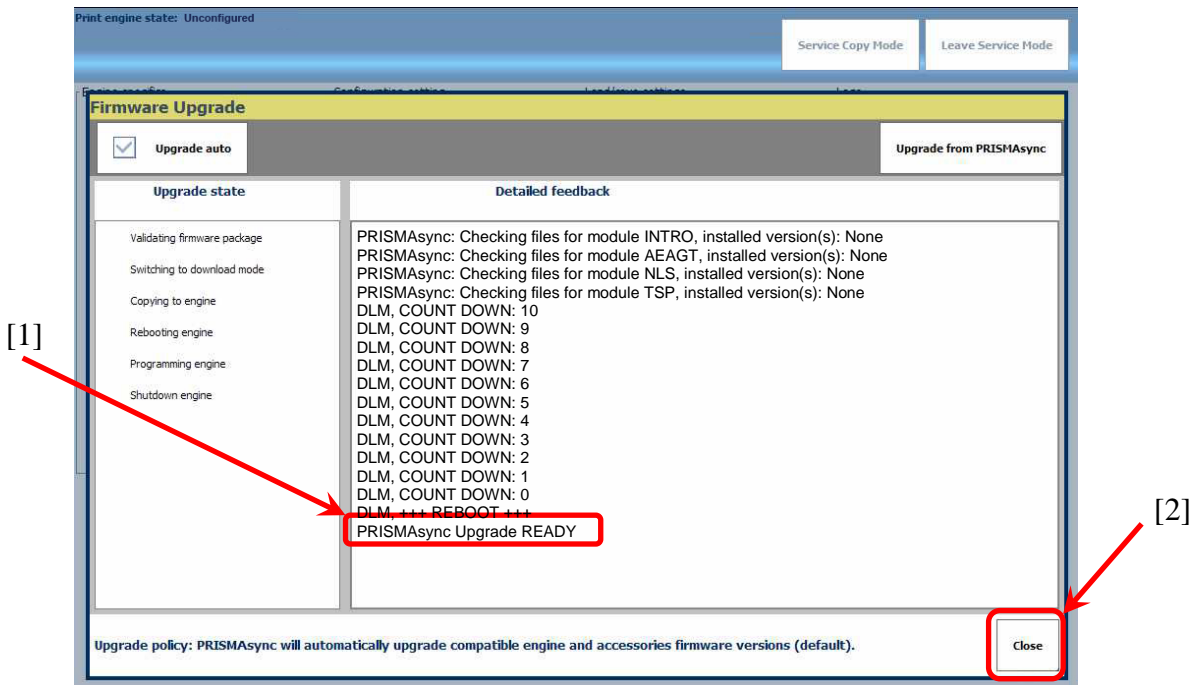 Print engine state: Unconfigured
Service Copy Mode
Leave Service Mode
Firmware Upgrade
Upgrade auto
Upgrade from PRISMAsync
Upgrade state
Detailed feedback
Validating firmware package
Switching to download mode
Copying to engine
Rebooting engine
Programming engine
Shutdown engine
PRISMAsync: Checking files for module INTRO, installed version(s): None
PRISMAsync: Checking files for module AEAGT, installed version(s): None
PRISMAsync: Checking files for module NLS, installed version(s): None
PRISMAsync: Checking files for module TSP, installed version(s): None
DLM, COUNT DOWN: 10
DLM, COUNT DOWN: 9
DLM, COUNT DOWN: 8
DLM, COUNT DOWN: 7
DLM, COUNT DOWN: 6
DLM, COUNT DOWN: 5
DLM, COUNT DOWN: 4
DLM, COUNT DOWN: 3
DLM, COUNT DOWN: 2
DLM, COUNT DOWN: 1
DLM, COUNT DOWN: 0
DLM, +++ REBOOT +++
PRISMAsync Upgrade READY
[1]
[2]
Upgrade policy: PRISMAsync will automatically upgrade compatible engine and accessories firmware versions (default).
Close